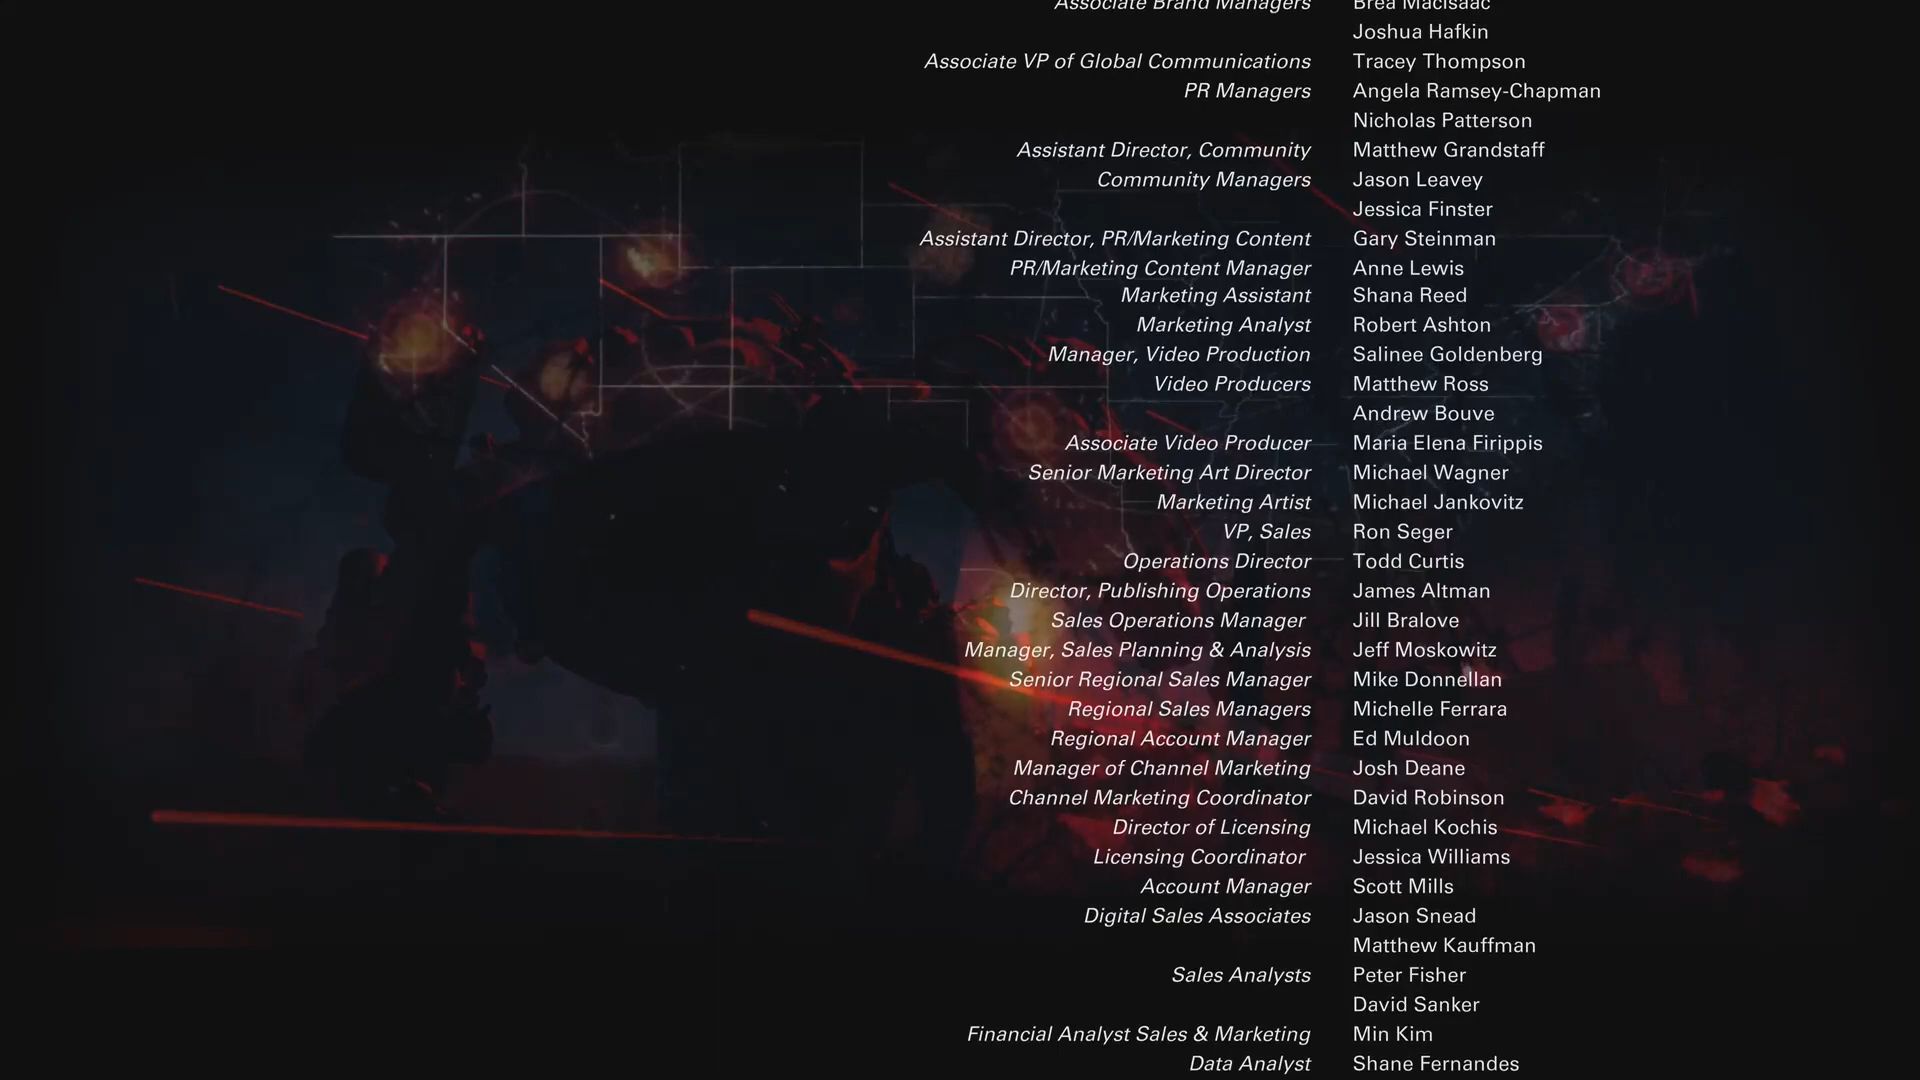 Associate Brand Managers Brea MacIsaac
Joshua Hafkin
Associate VP of Global Communications Tracey Thompson
PR Managers Angela Ramsey-Chapman
Nicholas Patterson
Assistant Director, Community Matthew Grandstaff
Community Managers Jason Leavey
Jessica Finster
Assistant Director, PR/Marketing Content Gary Steinman
PR/Marketing Content Manager Anne Lewis
Marketing Assistant Shana Reed
Marketing Analyst Robert Ashton
Manager, Video Production Salinee Goldenberg
Video Producers Matthew Ross
Andrew Bouve
Associate Video Producer Maria Elena Firippis
Senior Marketing Art Director Michael Wagner
Marketing Artist Michael Jankovitz
VP, Sales Ron Seger
Operations Director Todd Curtis
Director, Publishing Operations James Altman
Sales Operations Manager Jill Bralove
Manager, Sales Planning & Analysis Jeff Moskowitz
Senior Regional Sales Manager Mike Donnellan
Regional Sales Managers Michelle Ferrara
Regional Account Manager Ed Muldoon
Manager of Channel Marketing Josh Deane
Channel Marketing Coordinator David Robinson
Director of Licensing Michael Kochis
Licensing Coordinator Jessica Williams
Account Manager Scott Mills
Digital Sales Associates Jason Snead
Matthew Kauffman
Sales Analysts Peter Fisher
David Sanker
Financial Analyst Sales & Marketing Min Kim
Data Analyst Shane Fernandes